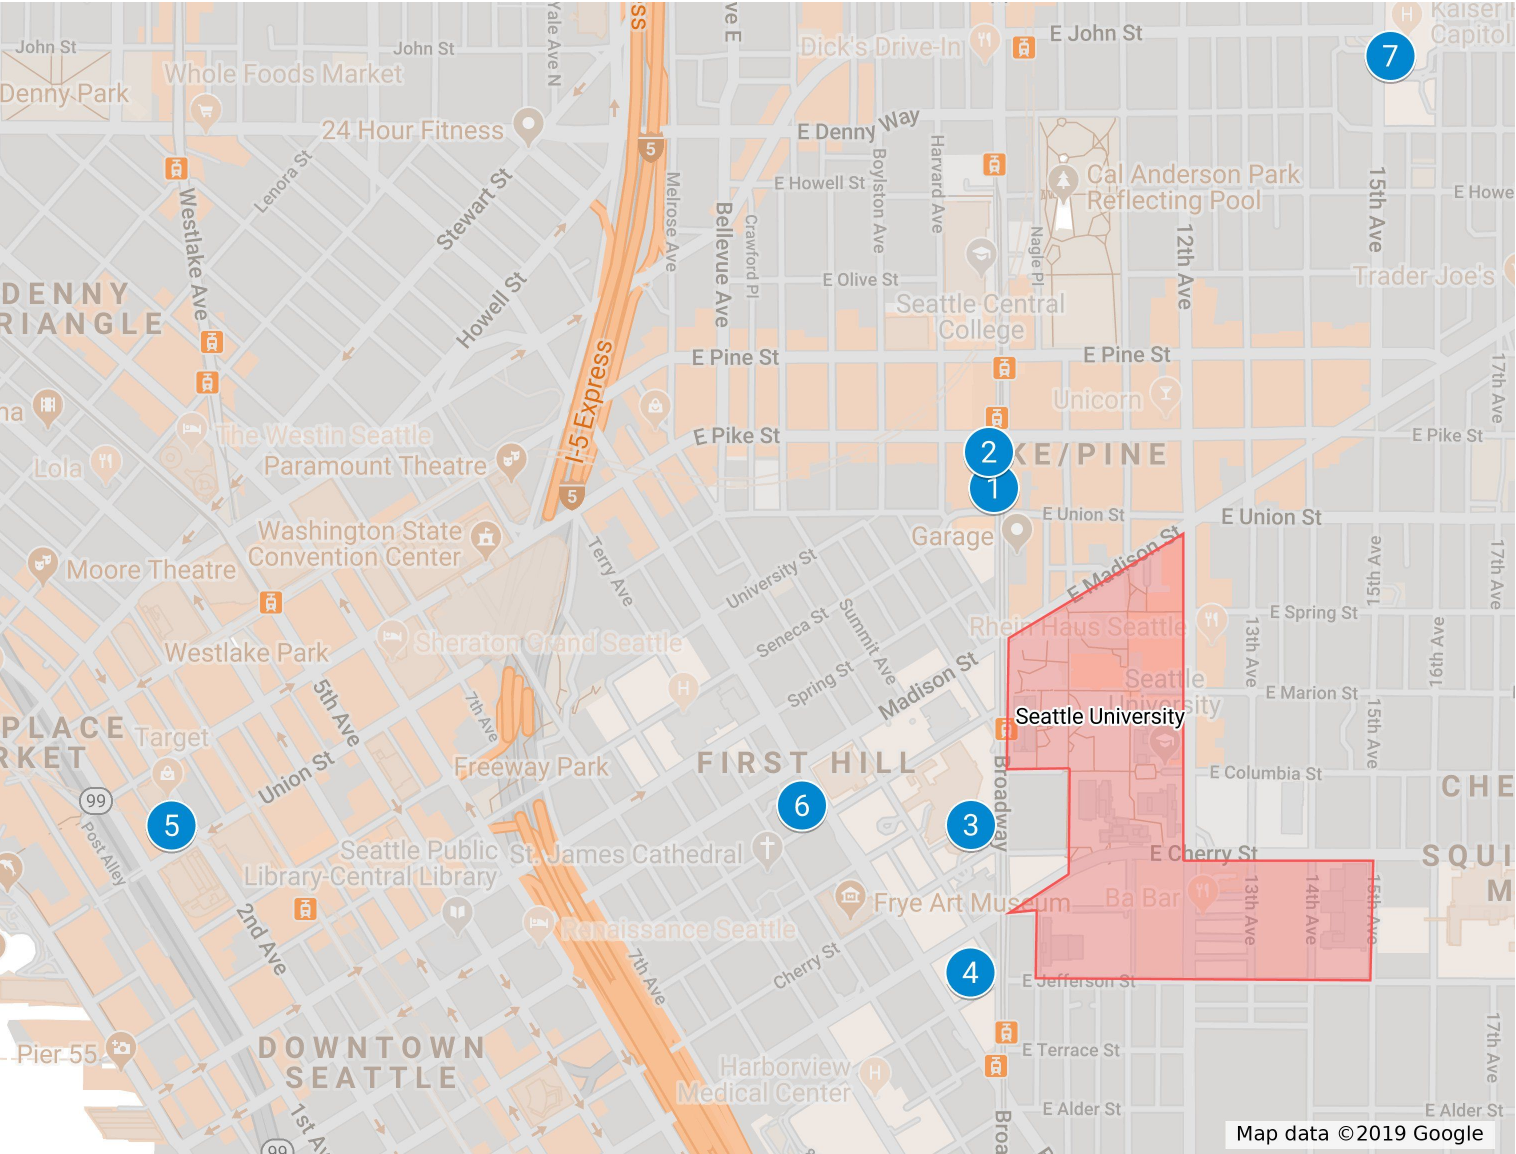 John St
Denny Park
Whole Foods Market
John St
24 Hour Fitness
Yale Ave N
ss
ve E
Dick's Drive-In
E John St
Kaiser
Capitol
7
E Denny Way
5
Lenora St
Stewart St
Westlake Ave
Howell St
Melrose Ave
Bellevue Ave
Crawford Pl
E Howell St
Boylston Ave
Harvard Ave
Cal Anderson Park
Reflecting Pool
Nagle Pl
12th Ave
15th Ave
E Howe
Trader Joe's
E Olive St
Seattle Central
College
DENNY
RIANGLE
I-5 Express
E Pine St
E Pine St
Unicorn
17th Ave
na
The Westin Seattle
Lola
Paramount Theatre
E Pike St
E Pike St
2
KE/PINE
1
5
E Union St
E Union St
Garage
Washington State
Convention Center
Moore Theatre
Terry Ave
University St
E Madison St
15th Ave
17th Ave
Seneca St
Summit Ave
Rhein Haus Seattle
E Spring St
13th Ave
16th Ave
Sheraton Grand Seattle
Westlake Park
Spring St
Madison St
Seattle
University
Seattle University
E Marion St
15th Ave
5th Ave
7th Ave
PLACE
RKET
Target
Union St
Freeway Park
FIRST HILL
Broadway
E Columbia St
CHE
99
5
6
3
Post Alley
Seattle Public
Library-Central Library
St. James Cathedral
E Cherry St
SQUI
M
Frye Art Museum
Ba Bar
13th Ave
14th Ave
15th Ave
2nd Ave
Renaissance Seattle
7th Ave
Cherry St
4
E Jefferson St
Pier 55
DOWNTOWN
SEATTLE
Harborview
Medical Center
E Terrace St
17th Ave
1st Av
99
Broa
E Alder St
E Alder St
Map data ©2019 Google